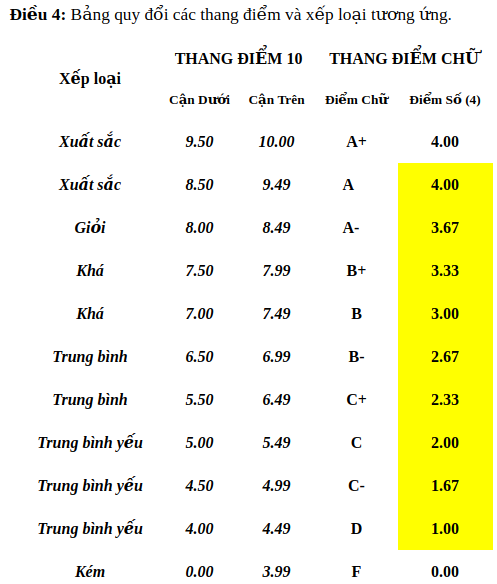 Điều 4: Bảng quy đổi các thang điểm và xếp loại tương ứng.
Xếp loại THANG ĐIỂM 10 THANG ĐIỂM CHỮ
Cận Dưới Cận Trên Điểm Chữ Điểm Số (4)
Xuất sắc 9.50 10.00 A+ 4.00
Xuất sắc 8.50 9.49 A 4.00
Giỏi 8.00 8.49 A- 3.67
Khá 7.50 7.99 B+ 3.33
Khá 7.00 7.49 B 3.00
Trung bình 6.50 6.99 B- 2.67
Trung bình 5.50 6.49 C+ 2.33
Trung bình yếu 5.00 5.49 C 2.00
Trung bình yếu 4.50 4.99 C- 1.67
Trung bình yếu 4.00 4.49 D 1.00
Kém 0.00 3.99 F 0.00